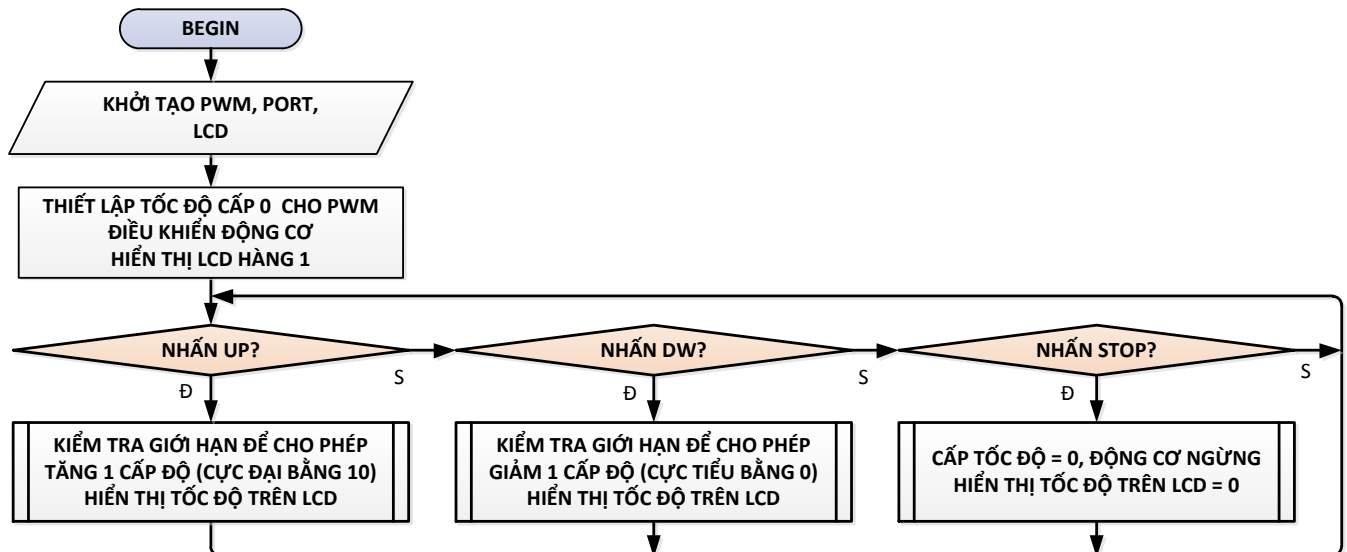 BEGIN
KHỞI TẠO PWM, PORT,
LCD
THIẾT LẬP TỐC ĐỘ CẤP 0 CHO PWM
ĐIỀU KHIỂN ĐỘNG CƠ
HIỂN THỊ LCD HÀNG 1
NHẤN UP?
S
Đ
NHẤN DW?
S
Đ
NHẤN STOP?
S
Đ
KIỂM TRA GIỚI HẠN ĐỂ CHO PHÉP
TĂNG 1 CẤP ĐỘ (CỰC ĐẠI BẰNG 10)
HIỂN THỊ TỐC ĐỘ TRÊN LCD
KIỂM TRA GIỚI HẠN ĐỂ CHO PHÉP
GIẢM 1 CẤP ĐỘ (CỰC TIỂU BẰNG 0)
HIỂN THỊ TỐC ĐỘ TRÊN LCD
CẤP TỐC ĐỘ = 0, ĐỘNG CƠ NGỪNG
HIỂN THỊ TỐC ĐỘ TRÊN LCD = 0